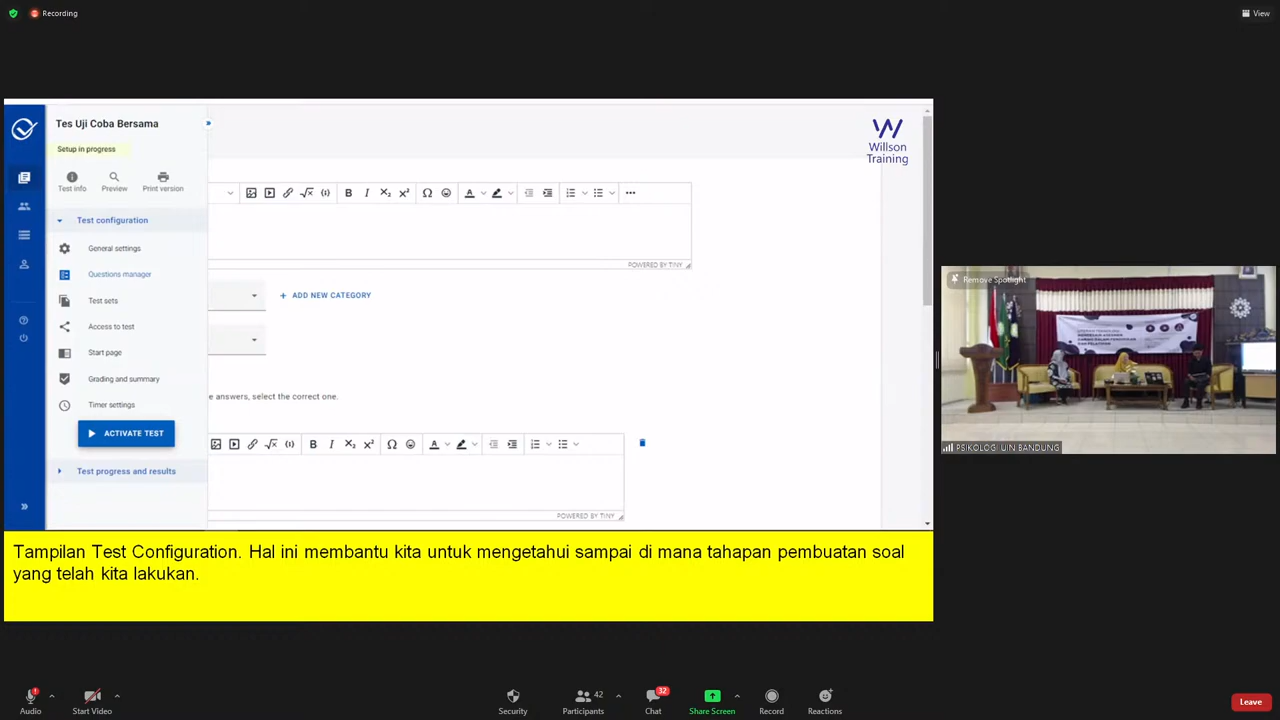 Recording
View
Tes Uji Coba Bersama
Setup in progress
Test info
Preview
Print version
Test configuration
General settings
Questions manager
Test sets
Access to test
Start page
Grading and summary
Timer settings
ACTIVATE TEST
Test progress and results
Willson
Training
POWERED BY TINY
ADD NEW CATEGORY
e answers, select the correct one.
POWERED BY TINY
Tampilan Test Configuration. Hal ini membantu kita untuk mengetahui sampai di mana tahapan pembuatan soal
yang telah kita lakukan.
Remove Spotlight
PSIKOLOGI UIN BANDUNG
Audio
Start Video
Security
Participants
42
Chat
32
Share Screen
Record
Reactions
Leave